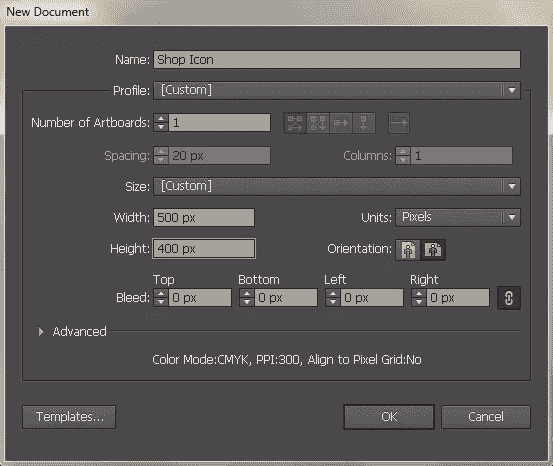 New Document
Name: Shop Icon
Profile: [Custom]
Number of Artboards: 1
Spacing: 20 px Columns: 1
Size: [Custom]
Width: 500 px Units: Pixels
Height: 400 px Orientation:
Top Bottom Left Right
Bleed: 0 px 0 px 0 px 0 px
Advanced
Color Mode:CMYK, PPI:300, Align to Pixel Grid:No
Templates... OK Cancel